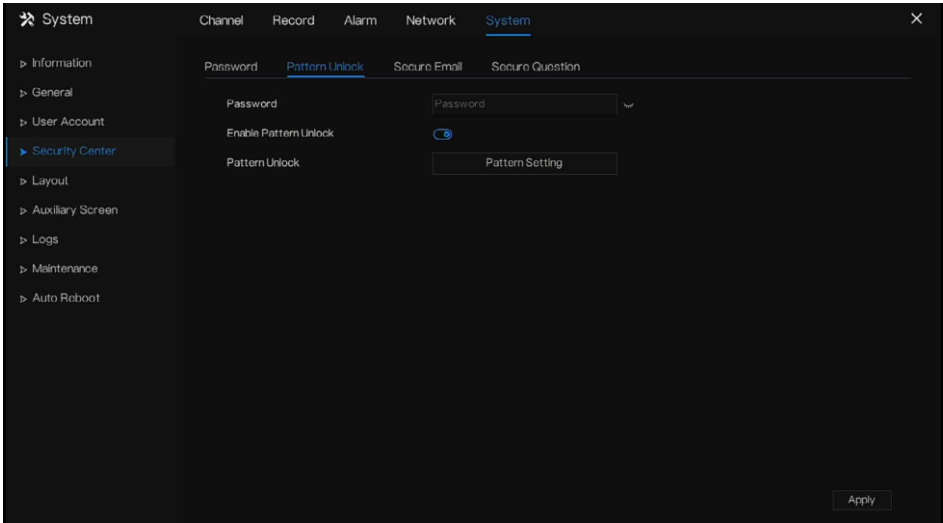 System
Channel Record Alarm Network System
Information
General
User Account
Security Center
Layout
Auxiliary Screen
Logs
Maintenance
Auto Reboot
Password Pattern Unlock Secure Email Secure Question
Password Password
Enable Pattern Unlock
Pattern Unlock Pattern Setting
Apply